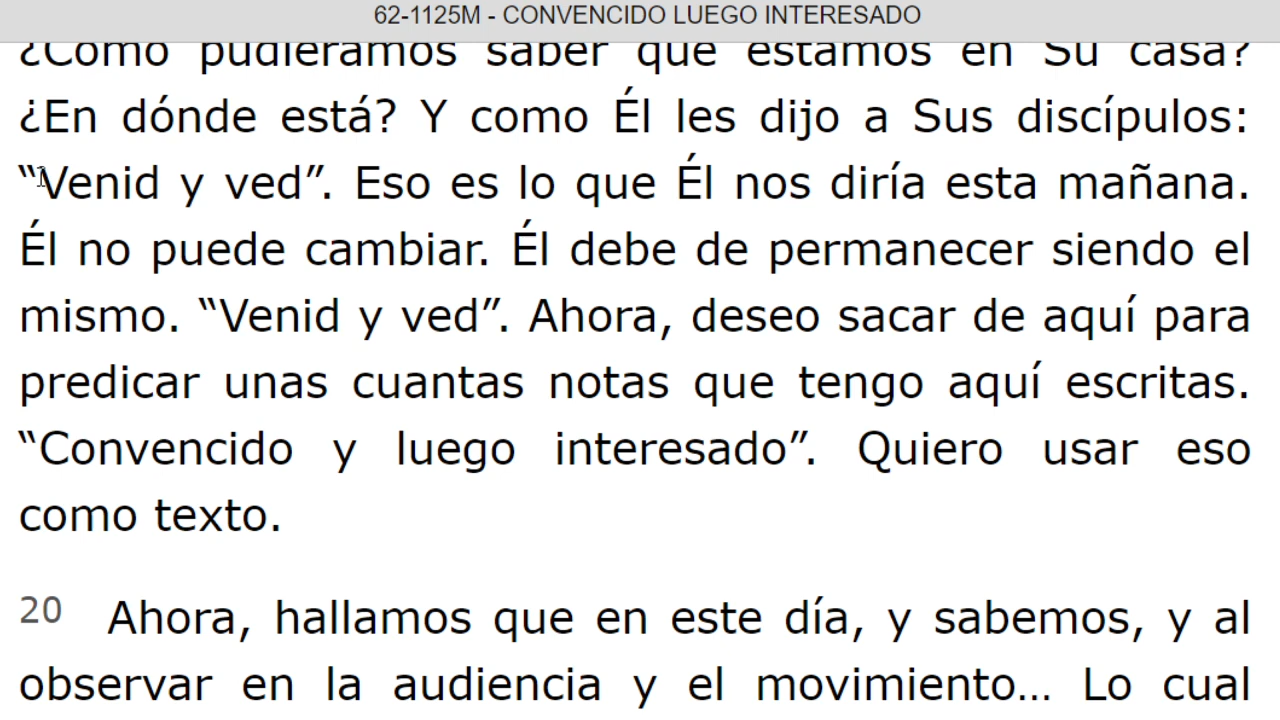 62-1125M - CONVENCIDO LUEGO INTERESADO
¿Cómo pudiéramos saber que estamos en Su casa?
¿En dónde está? Y como Él les dijo a Sus discípulos:
“Venid y ved”. Eso es lo que Él nos diría esta mañana.
Él no puede cambiar. Él debe de permanecer siendo el
mismo. “Venid y ved”. Ahora, deseo sacar de aquí para
predicar unas cuantas notas que tengo aquí escritas.
“Convencido y luego interesado”. Quiero usar eso
como texto.
20 Ahora, hallamos que en este día, y sabemos, y al
observar en la audiencia y el movimiento... Lo cual